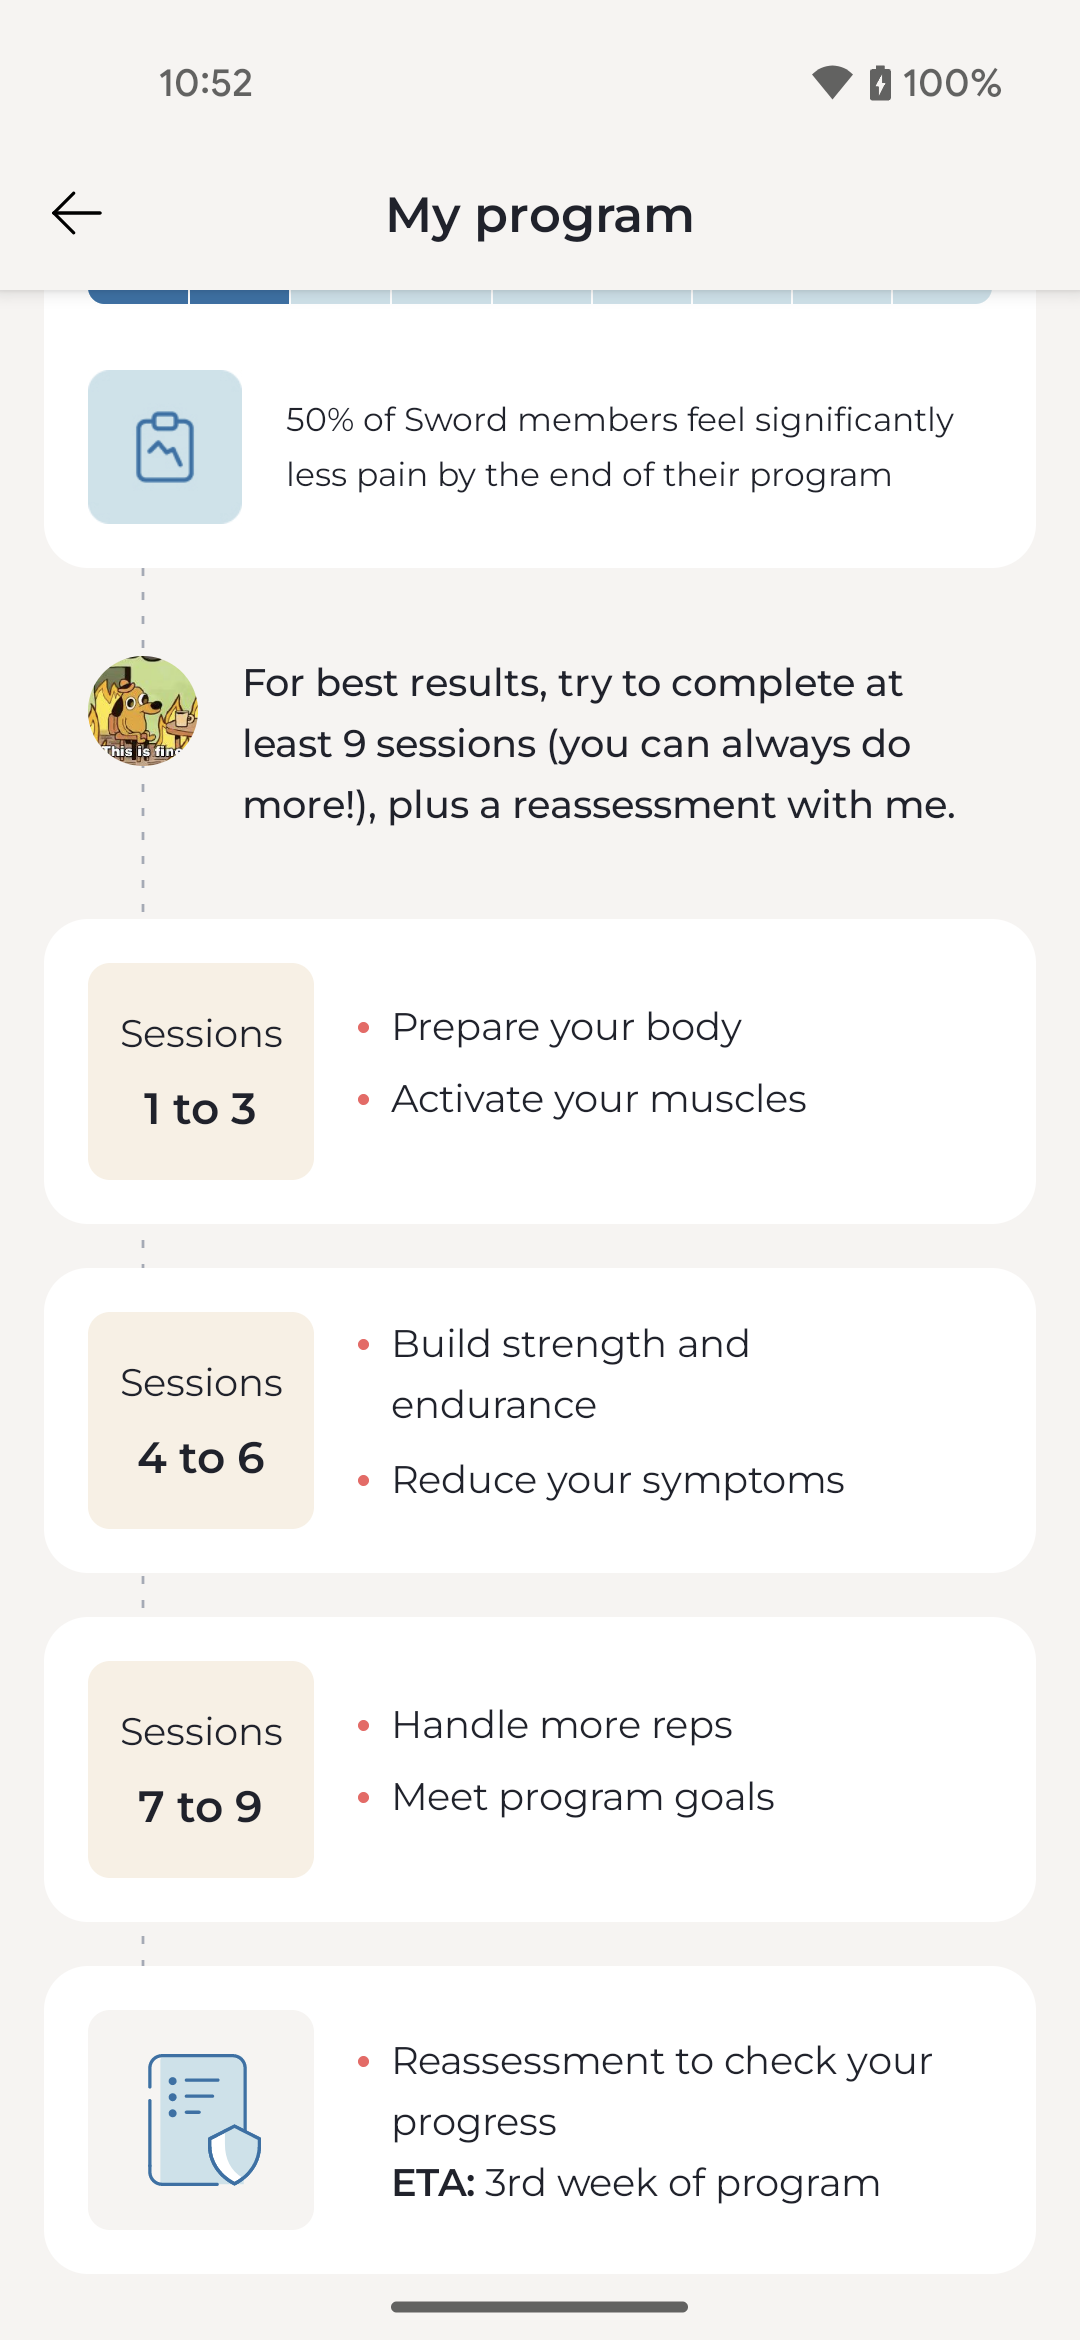 10:52
100%
My program
50% of Sword members feel significantly
less pain by the end of their program
This is fine
For best results, try to complete at
least 9 sessions (you can always do
more!), plus a reassessment with me.
Sessions
1 to 3
• Prepare your body
• Activate your muscles
Sessions
4 to 6
• Build strength and
endurance
• Reduce your symptoms
Sessions
7 to 9
• Handle more reps
• Meet program goals
• Reassessment to check your
progress
ETA: 3rd week of program